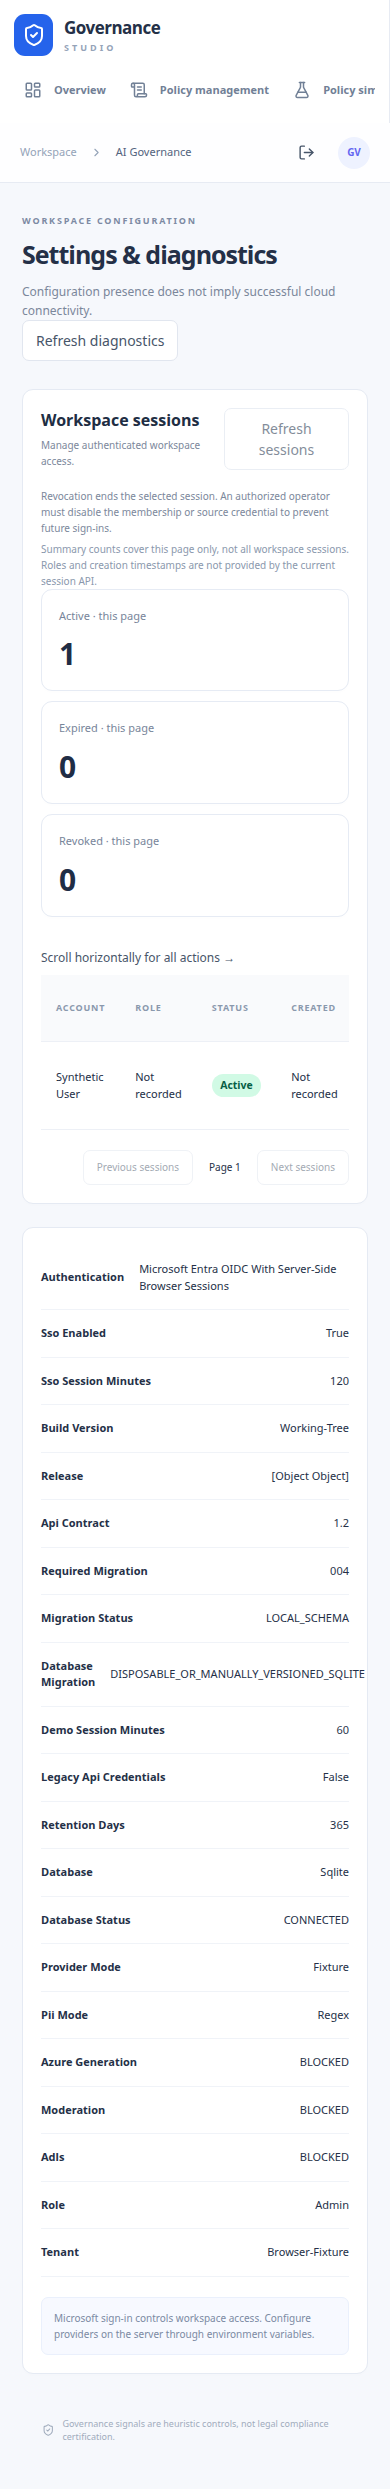 Governance
STUDIO
Overview
Policy management
Policy sim
Workspace > AI Governance
GV
WORKSPACE CONFIGURATION
Settings & diagnostics
Configuration presence does not imply successful cloud
connectivity.
Refresh diagnostics
Workspace sessions
Manage authenticated workspace
access.
Refresh
sessions
Revocation ends the selected session. An authorized operator
must disable the membership or source credential to prevent
future sign-ins.
Summary counts cover this page only, not all workspace sessions.
Roles and creation timestamps are not provided by the current
session API.
Active · this page
1
Expired · this page
0
Revoked · this page
0
Scroll horizontally for all actions →
ACCOUNT ROLE STATUS CREATED
Synthetic
User
Not
recorded
Active
Not
recorded
Previous sessions
Page 1
Next sessions
Authentication
Microsoft Entra OIDC With Server-Side
Browser Sessions
Sso Enabled True
Sso Session Minutes 120
Build Version Working-Tree
Release [Object Object]
Api Contract 1.2
Required Migration 004
Migration Status LOCAL_SCHEMA
Database
Migration
DISPOSABLE_OR_MANUALLY_VERSIONED_SQLITE
Demo Session Minutes 60
Legacy Api Credentials False
Retention Days 365
Database Sqlite
Database Status CONNECTED
Provider Mode Fixture
Pii Mode Regex
Azure Generation BLOCKED
Moderation BLOCKED
Adls BLOCKED
Role Admin
Tenant Browser-Fixture
Microsoft sign-in controls workspace access. Configure
providers on the server through environment variables.
Governance signals are heuristic controls, not legal compliance
certification.